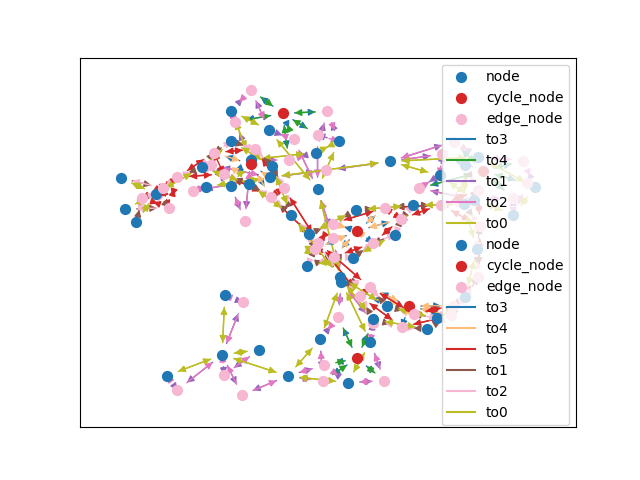 node
cycle_node
edge_node
to3
to4
to1
to2
to0
node
cycle_node
edge_node
to3
to4
to5
to1
to2
to0